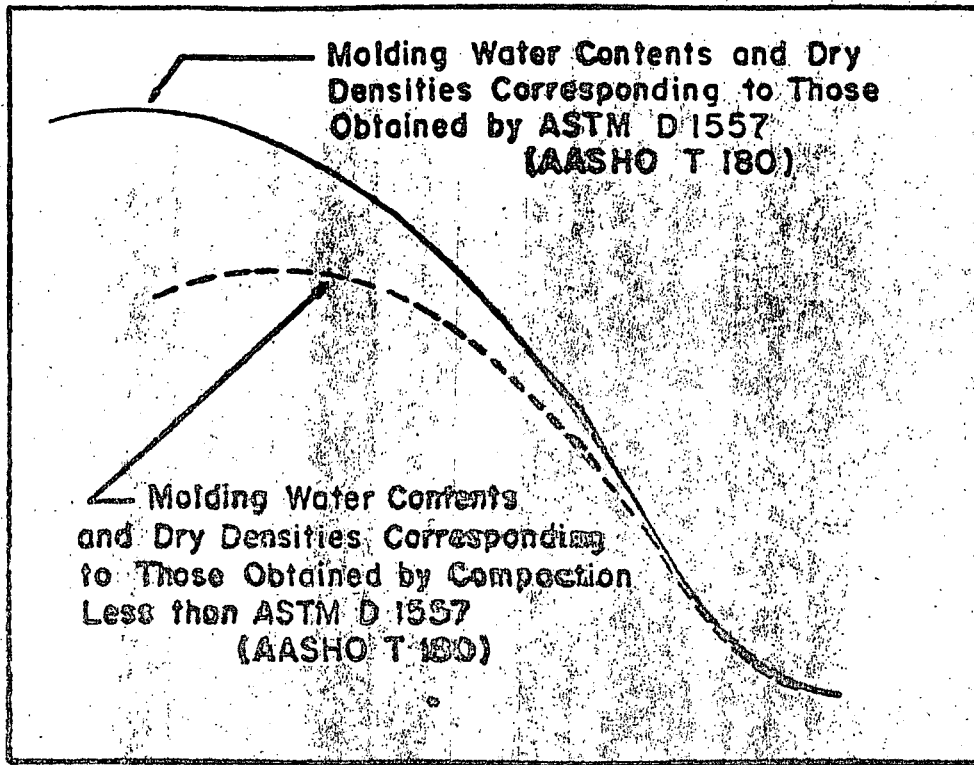 Molding Water Contents and Dry
Densities Corresponding to Those
Obtained by ASTM D 1557
(AASHO T 180)
Molding Water Contents
and Dry Densities Corresponding
to Those Obtained by Compaction
Less than ASTM D 1557
(AASHO T 180)